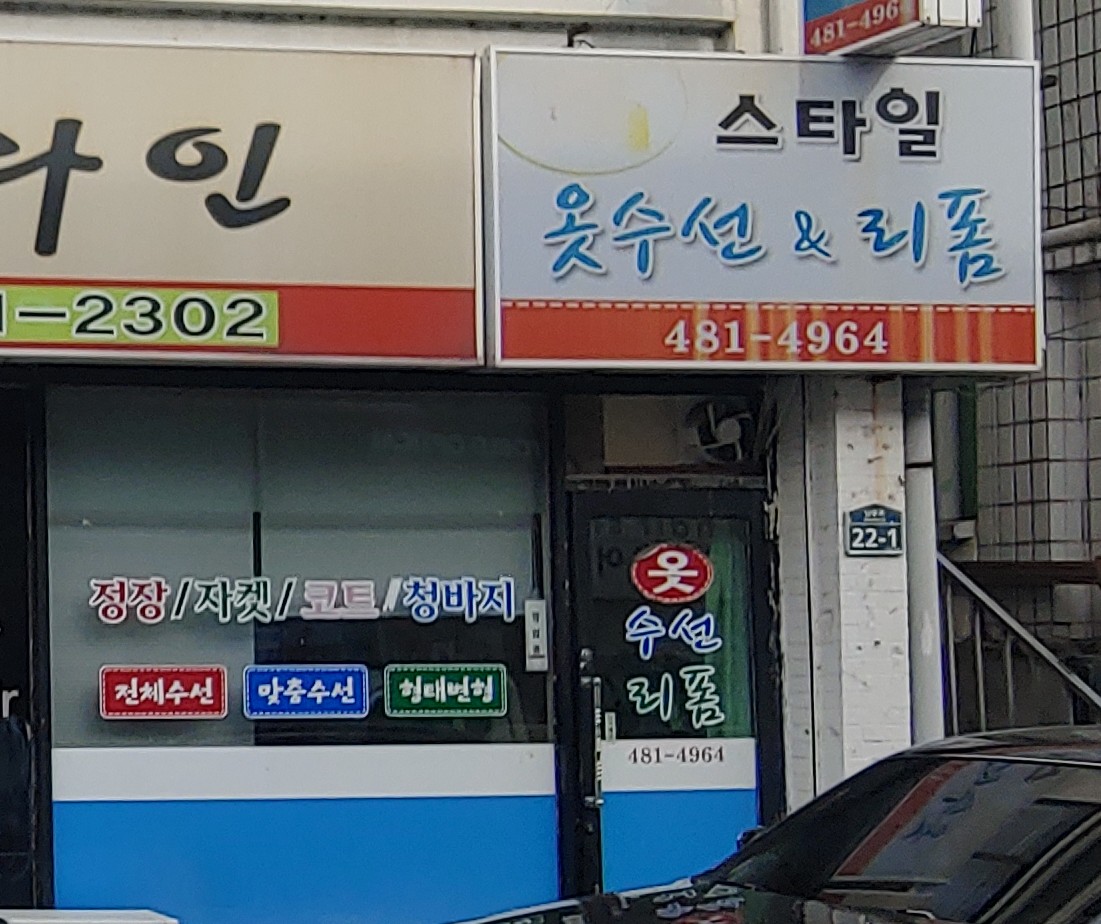 481-496
스타일
옷수선 & 리폼
481-4964
라인
1-2302
정장/자켓/코트/청바지
전체수선 맞춤수선 형태변형
옷
수선
리폼
481-4964
22-1